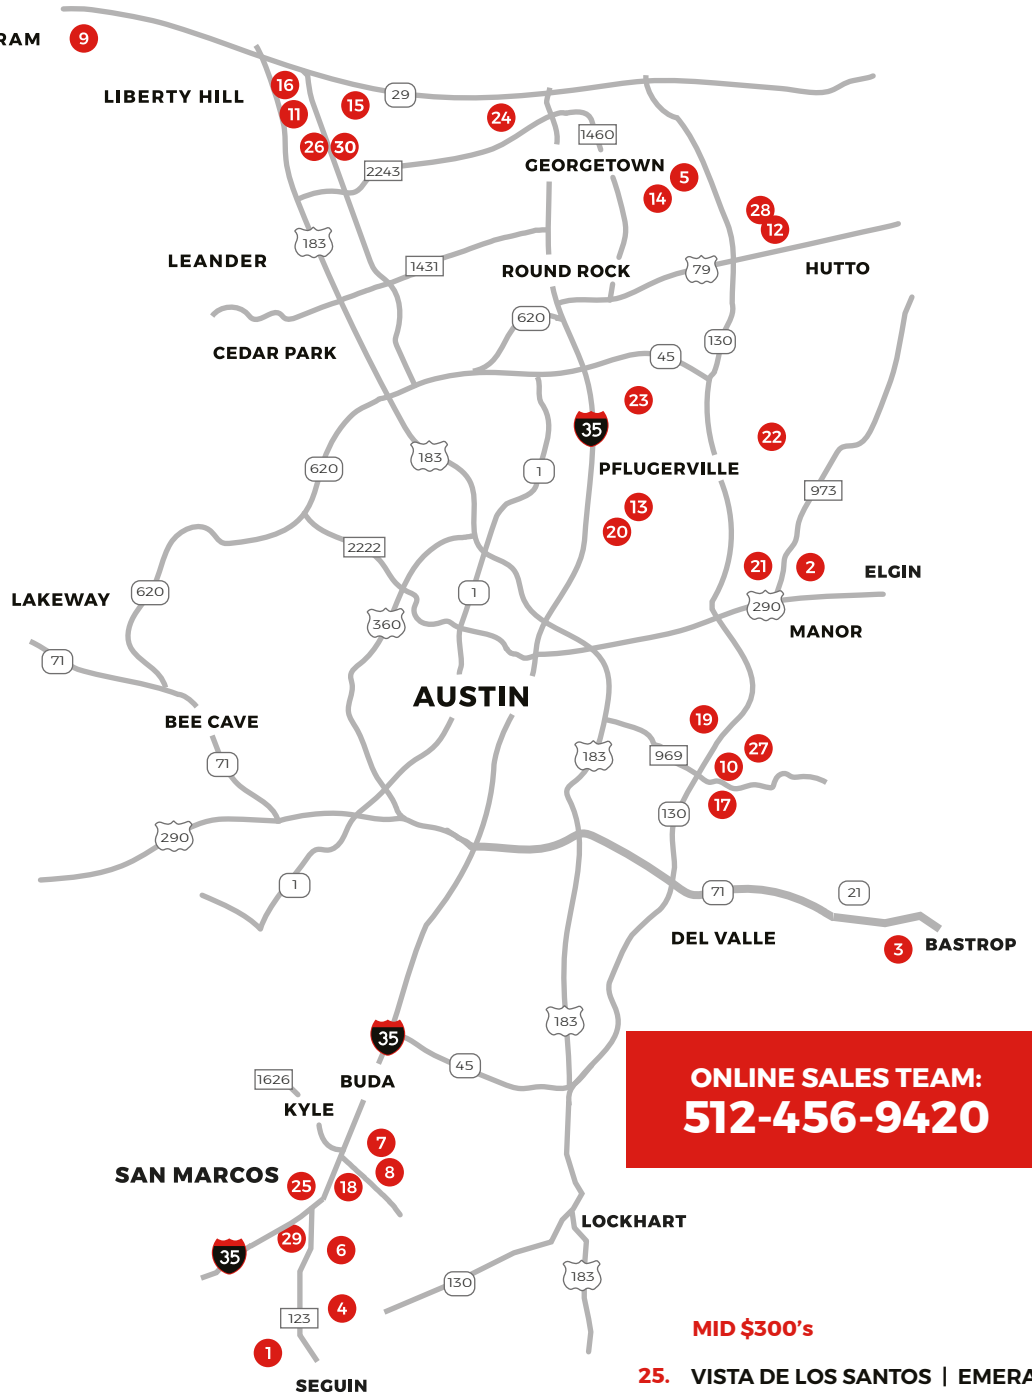 RAM
9
LIBERTY HILL
16
11
15
29
24
26
30
2243
1460
GEORGETOWN
5
14
28
12
183
LEANDER
1431
ROUND ROCK
79
HUTTO
620
130
45
CEDAR PARK
23
35
22
183
620
1
PFLUGERVILLE
973
13
20
2222
21
2
ELGIN
620
1
290
LAKEWAY
360
MANOR
71
AUSTIN
BEE CAVE
19
27
969
183
10
71
17
130
290
1
71
21
DEL VALLE
3
BASTROP
183
35
45
1626
BUDA
KYLE
ONLINE SALES TEAM:
512-456-9420
7
8
SAN MARCOS
25
18
LOCKHART
29
6
35
183
130
4
123
1
SEGUIN
MID $300's
25. VISTA DE LOS SANTOS | EMERA